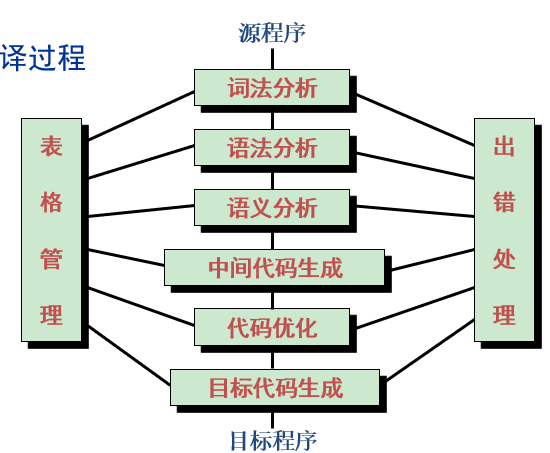 源程序
译过程
词法分析
语法分析
语义分析
中间代码生成
代码优化
目标代码生成
目标程序
表格管理
出错处理